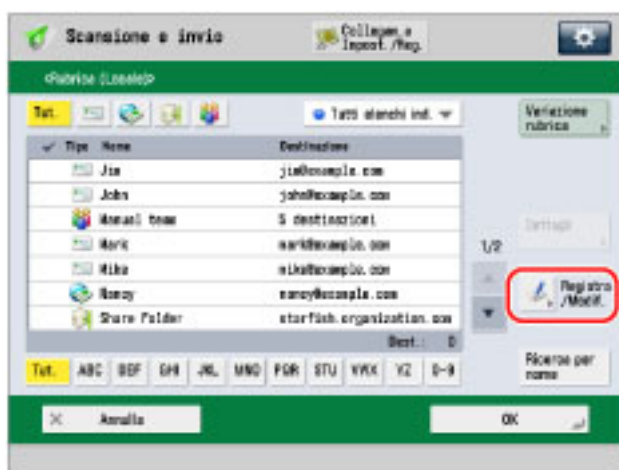 Scansione e invio
Collegam. a
Impost./Reg.
<Rubrica (Locale)>
Tut.
Tutti elenchi ind.
Variazione
rubrica
Tipo Nome Destinazione
Jim jim@example.com
John john@example.com
Manual team 5 destinazioni
Mark mark@example.com
Mike mike@example.com
Nancy nancy@example.com
Share Folder starfish.organization.com
Dettagli
1/2
Registra
/Modif.
Dest.: 0
Tut. ABC DEF GHI JKL MNO PQR STU VWX YZ 0-9
Ricerca per
nome
Annulla
OK